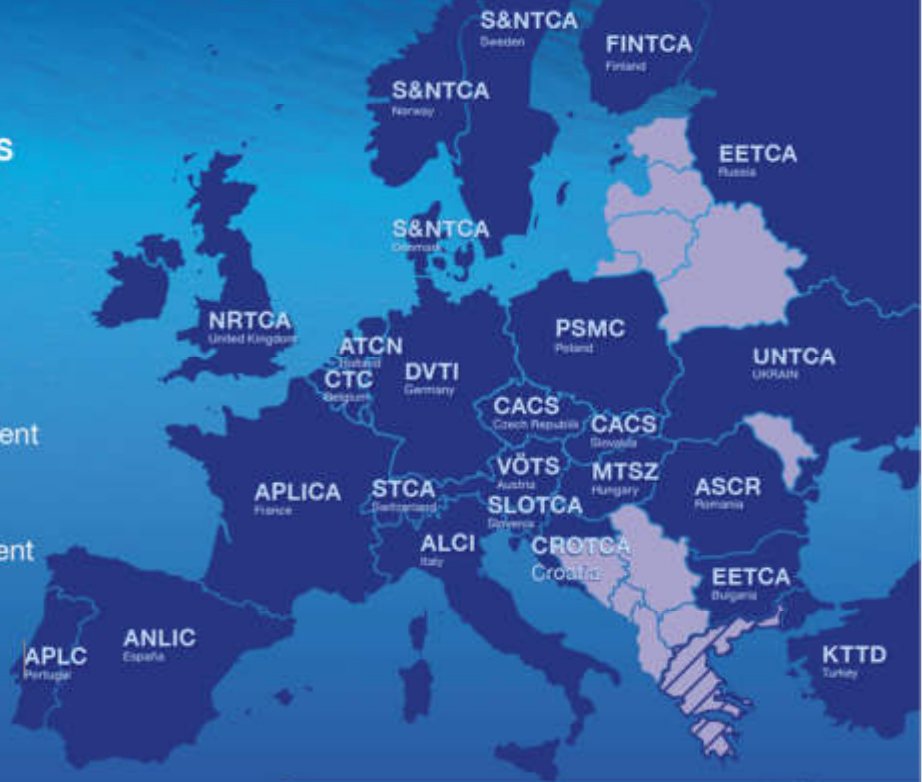 S&NTCA
Sweden
FINTCA
Finland
S&NTCA
Norway
s
EETCA
Russia
S&NTCA
Denmark
NRTCA
United Kingdom
ATCN
Holland
PSMC
Poland
UNTCA
UKRAIN
CTC
Belgium
DVTI
Germany
CACS
Czech Republik
CACS
Slovakia
ent
VÖTS
Austria
MTSZ
Hungary
APLICA
France
STCA
Switzerland
ASCR
Romania
SLOTCA
Slovenia
ALCI
Italy
CROTCA
Croatia
ent
EETCA
Bulgaria
ANLIC
España
APLC
Portugal
KTTD
Turkey